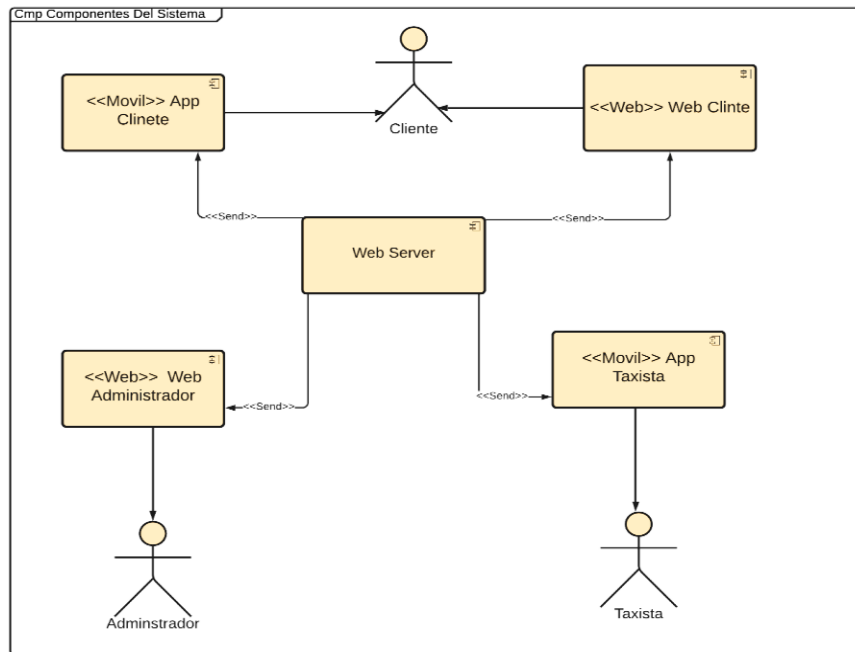 Cmp Componentes Del Sistema
<<Movil>> App
Clinete
Cliente
<<Web>> Web Clinte
<<Send>>
<<Send>>
Web Server
<<Web>> Web
Administrador
<<Movil>> App
Taxista
<<Send>>
<<Send>>
Adminstrador
Taxista